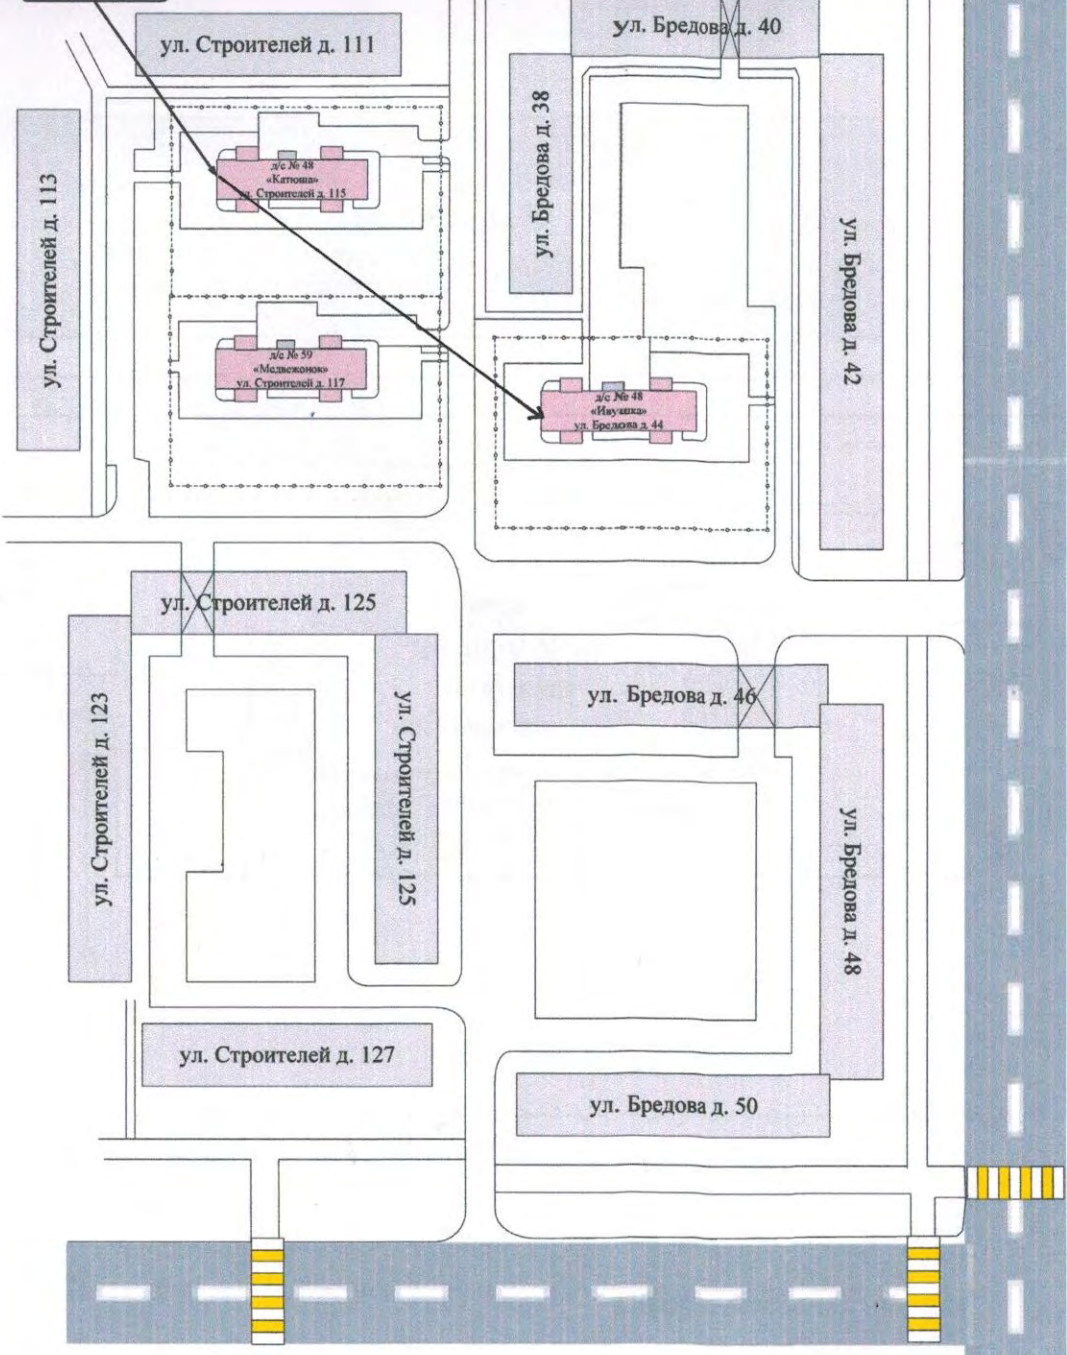 ул. Строителей д. 111
ул. Бредова д. 40
ул. Бредова д. 38
ул. Строителей д. 113
ул. Бредова д. 42
д/с № 48
«Катюша»
ул. Строителей д. 115
д/с № 59
«Медвежонок»
ул. Строителей д. 117
д/с № 48
«Ивушка»
ул. Бредова д. 44
ул. Строителей д. 125
ул. Бредова д. 46
ул. Строителей д. 123
ул. Строителей д. 125
ул. Бредова д. 48
ул. Строителей д. 127
ул. Бредова д. 50